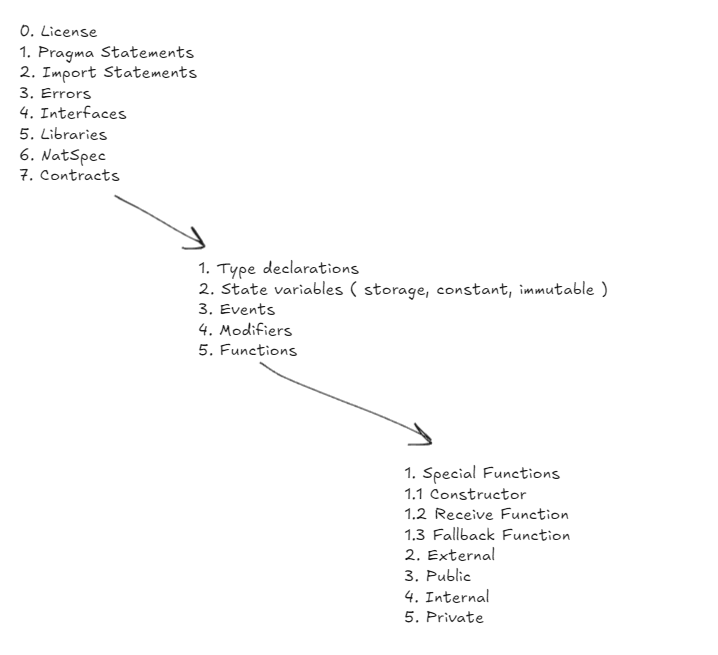 0. License
1. Pragma Statements
2. Import Statements
3. Errors
4. Interfaces
5. Libraries
6. NatSpec
7. Contracts
1. Type declarations
2. State variables ( storage, constant, immutable )
3. Events
4. Modifiers
5. Functions
1. Special Functions
1.1 Constructor
1.2 Receive Function
1.3 Fallback Function
2. External
3. Public
4. Internal
5. Private